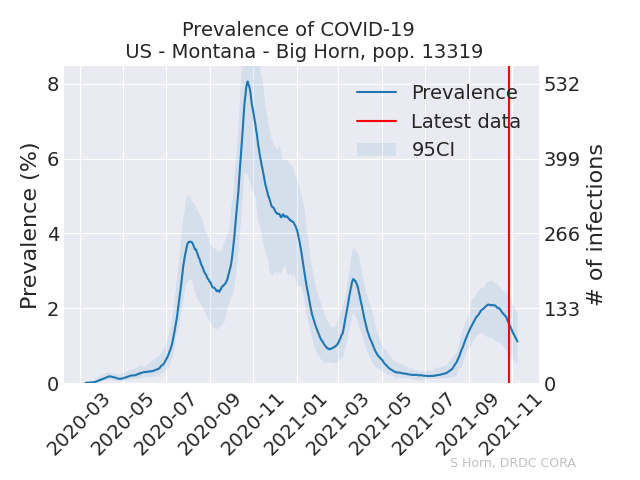 Prevalence of COVID-19
US - Montana - Big Horn, pop. 13319
Prevalence (%)
8
6
4
2
0
Prevalence
Latest data
95CI
532
399
266
133
0
# of infections
2020-03
2020-05
2020-07
2020-09
2020-11
2021-01
2021-03
2021-05
2021-07
2021-09
2021-11
S Horn, DRDC CORA